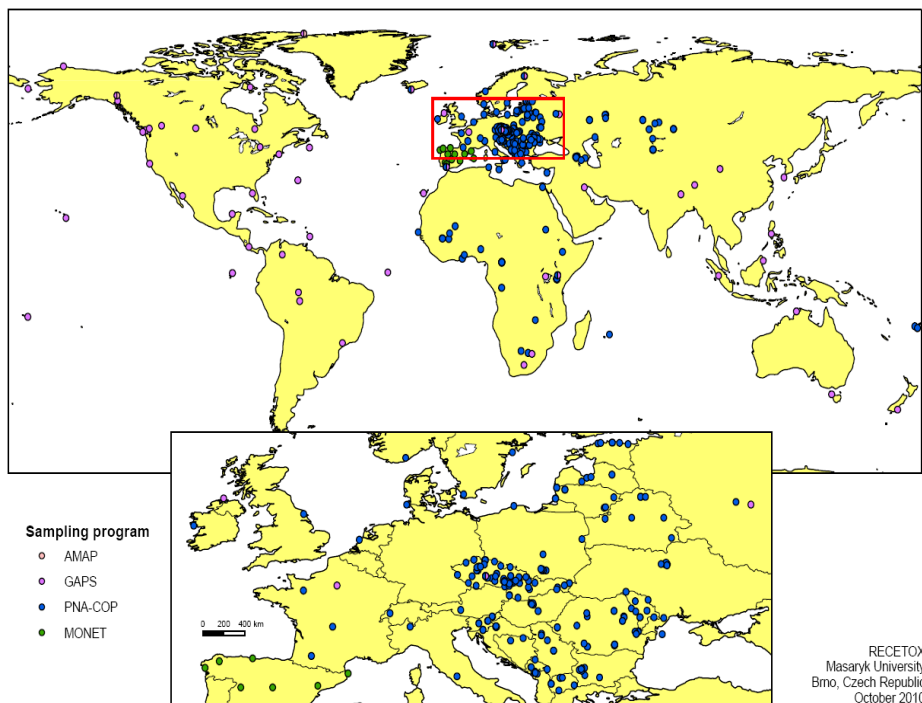 Sampling program
AMAP
GAPS
PNA-COP
MONET
0 200 400 km
RECETOX
Masaryk University
Brno, Czech Republic
October 2010